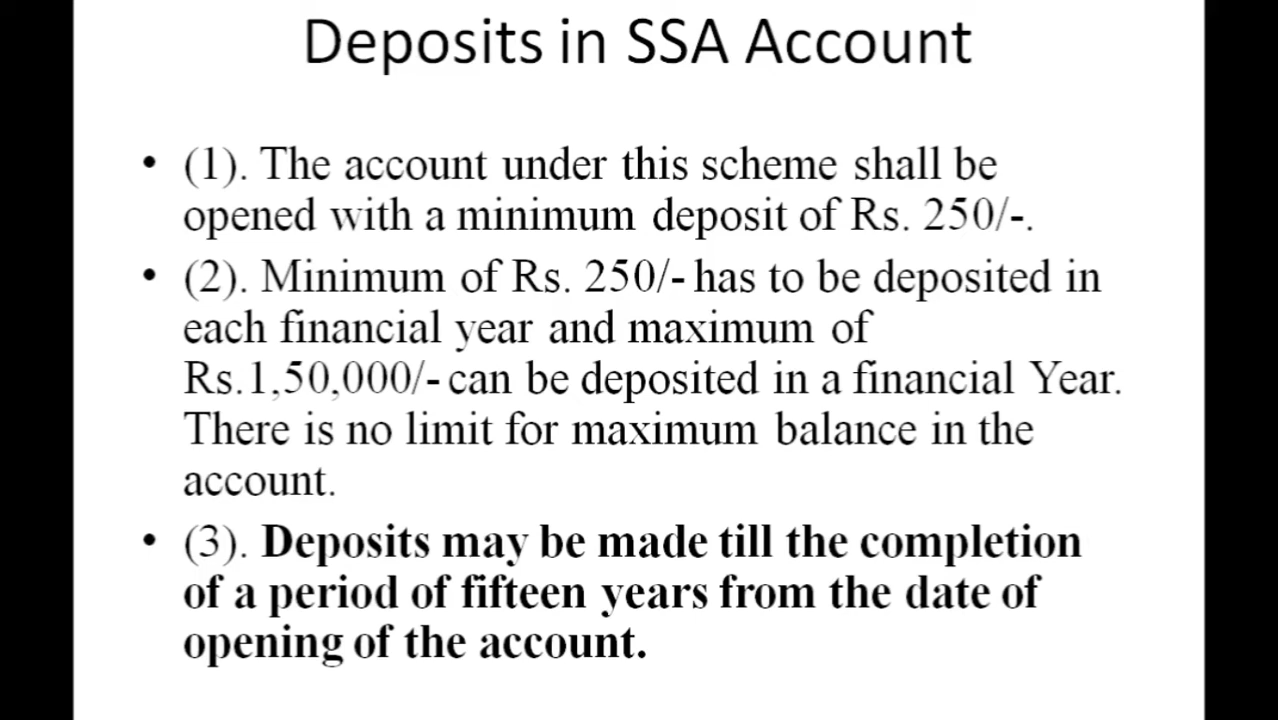 Deposits in SSA Account
• (1). The account under this scheme shall be
opened with a minimum deposit of Rs. 250/-.
• (2). Minimum of Rs. 250/- has to be deposited in
each financial year and maximum of
Rs.1,50,000/- can be deposited in a financial Year.
There is no limit for maximum balance in the
account.
• (3). Deposits may be made till the completion
of a period of fifteen years from the date of
opening of the account.